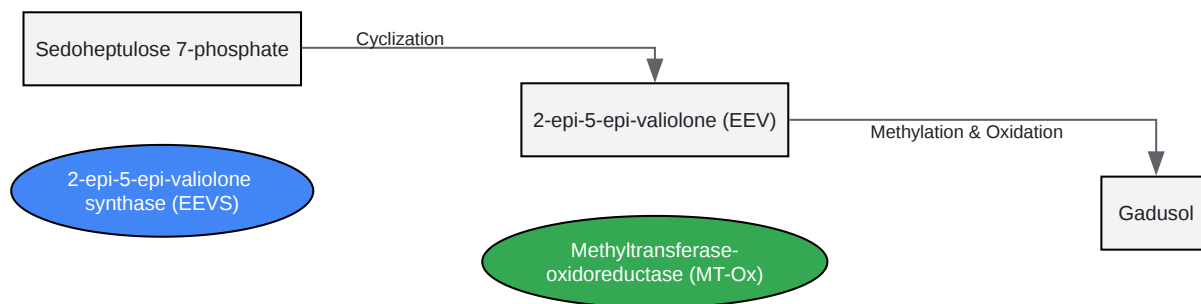 Sedoheptulose 7-phosphate
Cyclization
2-epi-5-epi-valiolone (EEV)
Methylation & Oxidation
2-epi-5-epi-valiolone
synthase (EEVS)
Gadusol
Methyltransferase-
oxidoreductase (MT-Ox)